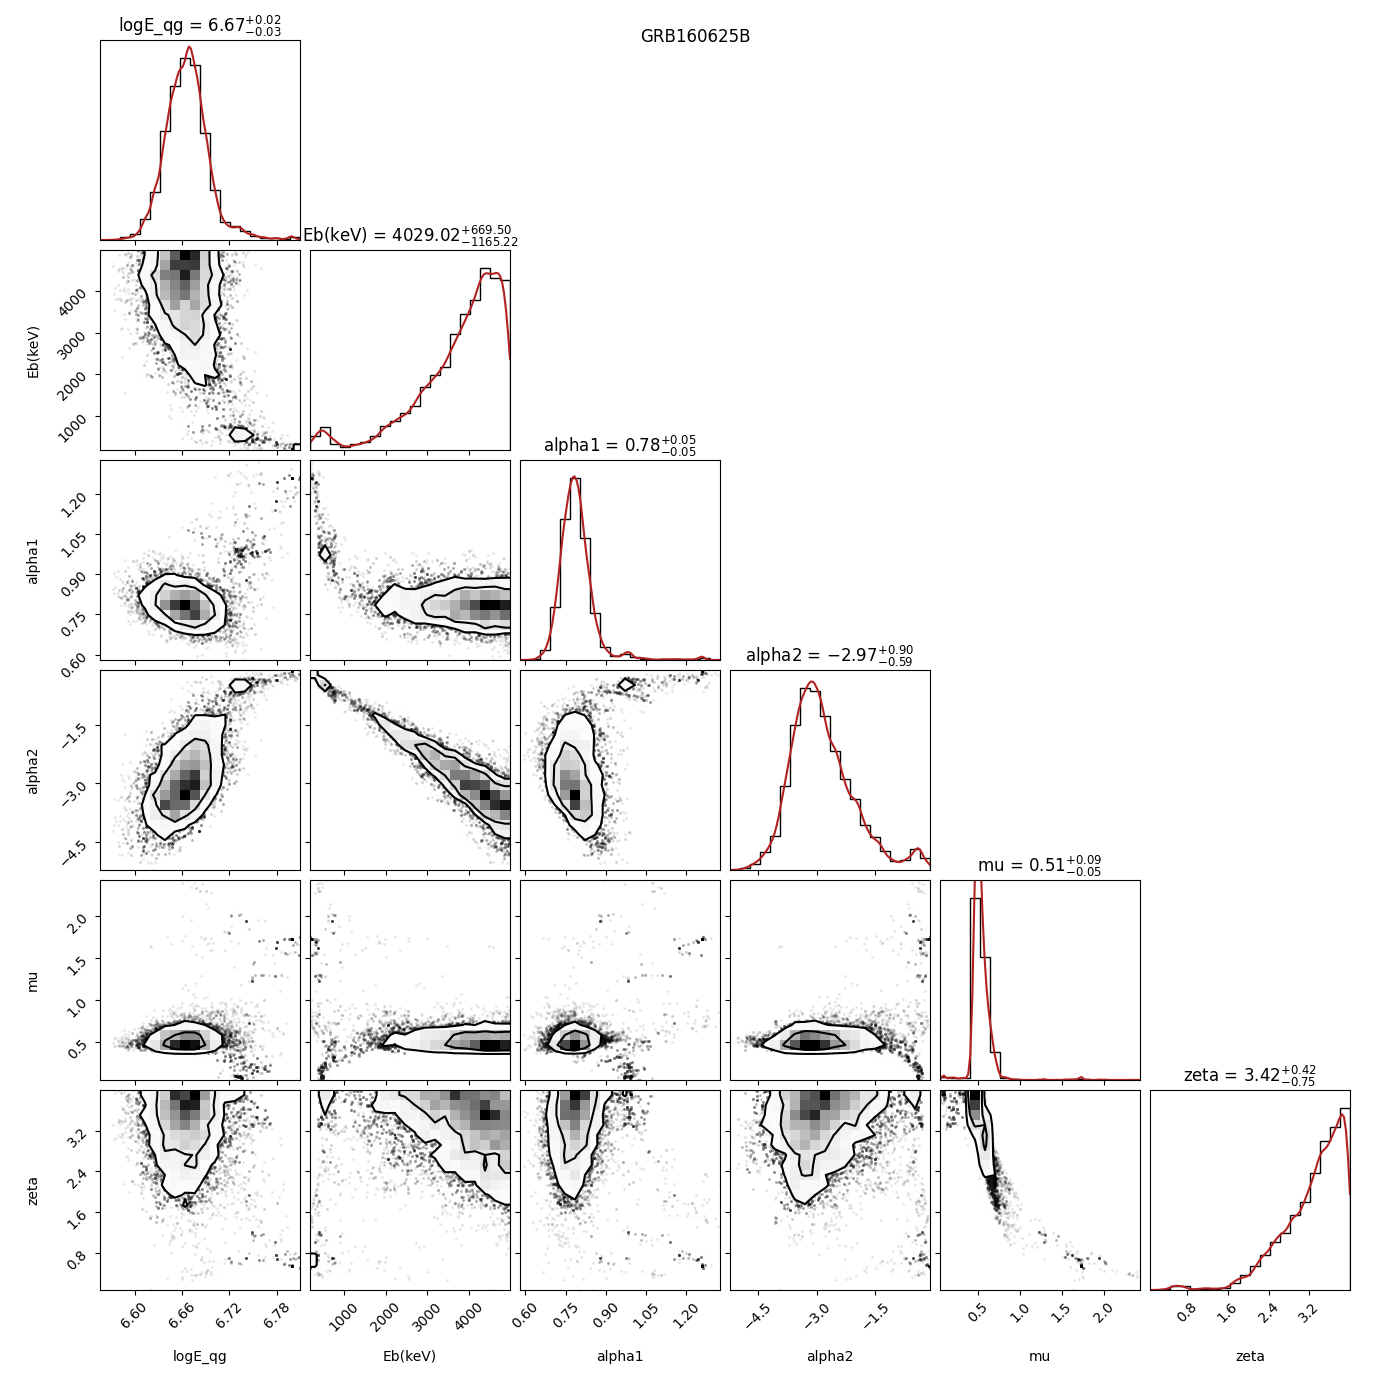 logE_qg = 6.67+0.02−0.03
GRB160625B
Eb(keV) = 4029.02+669.50−1165.22
4000
3000
2000
1000
Eb(keV)
alpha1 = 0.78+0.05−0.05
1.20
1.05
0.90
0.75
0.60
alpha1
alpha2 = −2.97+0.90−0.59
−1.5
−3.0
−4.5
alpha2
mu = 0.51+0.09−0.05
2.0
1.5
1.0
0.5
mu
zeta = 3.42+0.42−0.75
3.2
2.4
1.6
0.8
zeta
6.60 6.66 6.72 6.78 1000 2000 3000 4000 0.60 0.75 0.90 1.05 1.20 −4.5 −3.0 −1.5 0.5 1.0 1.5 2.0 0.8 1.6 2.4 3.2
logE_qg Eb(keV) alpha1 alpha2 mu zeta